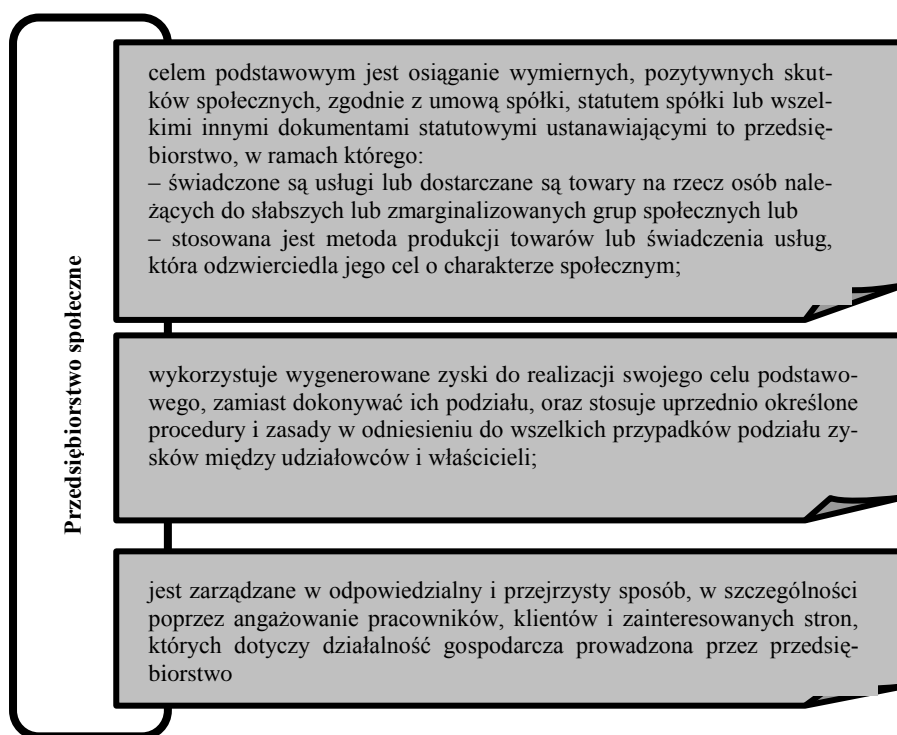 Przedsiębiorstwo społeczne
celem podstawowym jest osiąganie wymiernych, pozytywnych skut-
ków społecznych, zgodnie z umową spółki, statutem spółki lub wszel-
kimi innymi dokumentami statutowymi ustanawiającymi to przedsię-
biorstwo, w ramach którego:
– świadczone są usługi lub dostarczane są towary na rzecz osób nale-
żących do słabszych lub zmarginalizowanych grup społecznych lub
– stosowana jest metoda produkcji towarów lub świadczenia usług,
która odzwierciedla jego cel o charakterze społecznym;
wykorzystuje wygenerowane zyski do realizacji swojego celu podstawo-
wego, zamiast dokonywać ich podziału, oraz stosuje uprzednio określone
procedury i zasady w odniesieniu do wszelkich przypadków podziału zy-
sków między udziałowców i właścicieli;
jest zarządzane w odpowiedzialny i przejrzysty sposób, w szczególności
poprzez angażowanie pracowników, klientów i zainteresowanych stron,
których dotyczy działalność gospodarcza prowadzona przez przedsię-
biorstwo